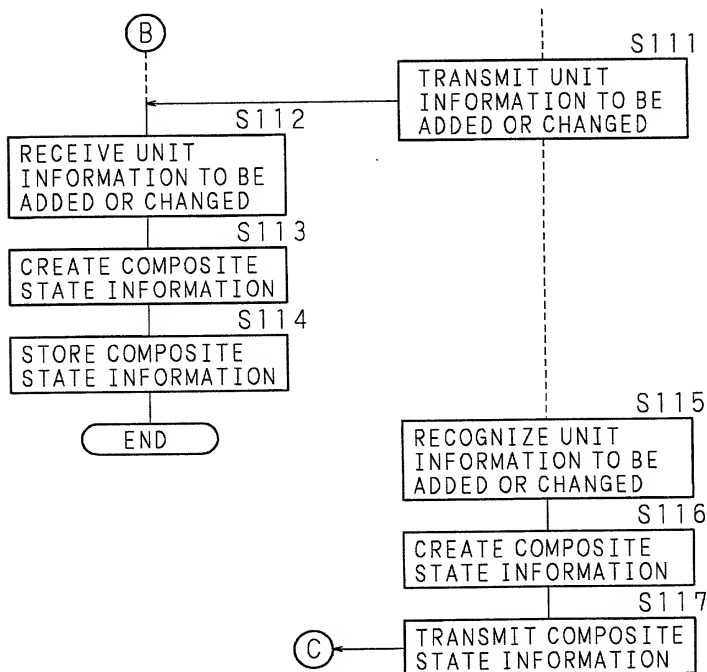 B
S111
TRANSMIT UNIT
INFORMATION TO BE
ADDED OR CHANGED
S112
RECEIVE UNIT
INFORMATION TO BE
ADDED OR CHANGED
S113
CREATE COMPOSITE
STATE INFORMATION
S114
STORE COMPOSITE
STATE INFORMATION
END
S115
RECOGNIZE UNIT
INFORMATION TO BE
ADDED OR CHANGED
S116
CREATE COMPOSITE
STATE INFORMATION
S117
TRANSMIT COMPOSITE
STATE INFORMATION
C